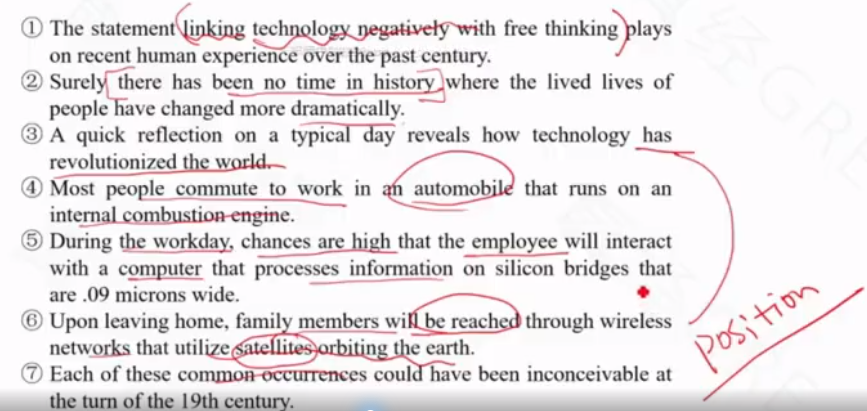 ① The statement linking technology negatively with free thinking plays
on recent human experience over the past century.
② Surely there has been no time in history where the lived lives of
people have changed more dramatically.
③ A quick reflection on a typical day reveals how technology has
revolutionized the world.
④ Most people commute to work in an automobile that runs on an
internal combustion engine.
⑤ During the workday, chances are high that the employee will interact
with a computer that processes information on silicon bridges that
are .09 microns wide.
⑥ Upon leaving home, family members will be reached through wireless
networks that utilize satellites orbiting the earth.
position
⑦ Each of these common occurrences could have been inconceivable at
the turn of the 19th century.